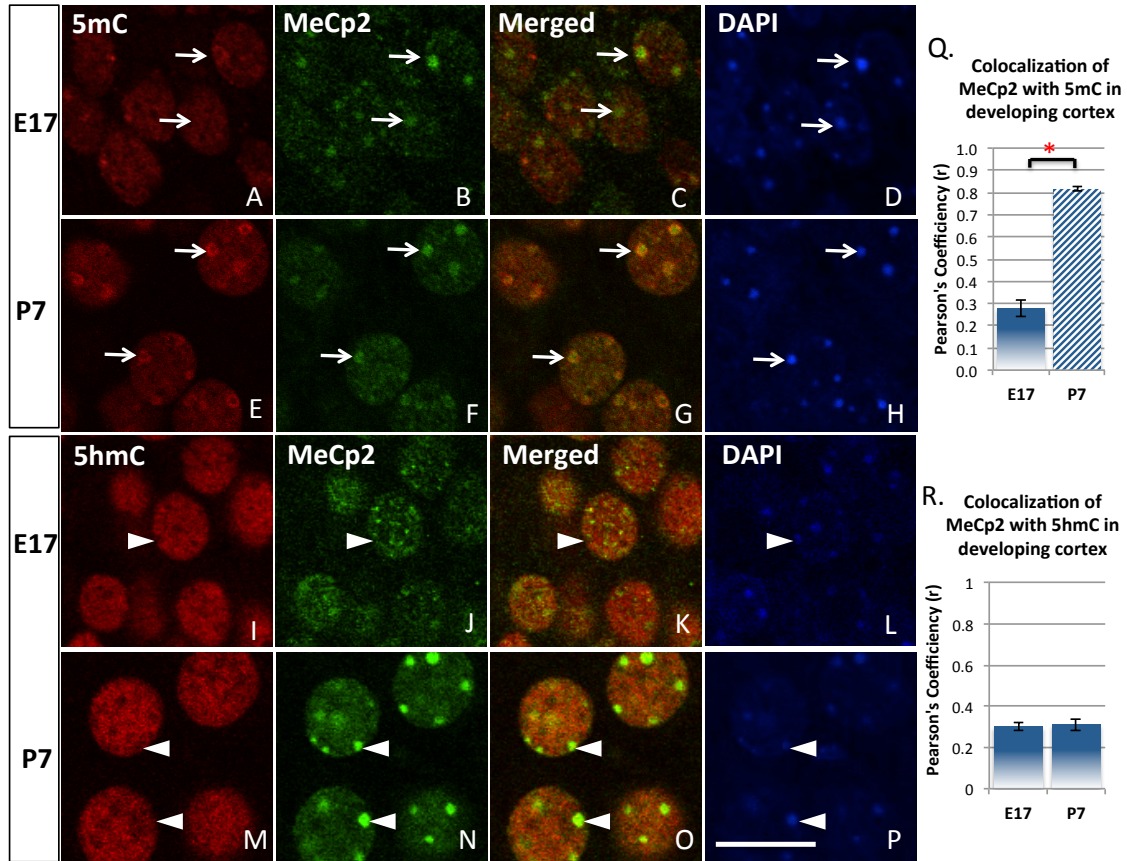 5mC MeCp2 Merged DAPI
E17
A B C D
P7
E F G H
5hmC MeCp2 Merged DAPI
E17
I J K L
P7
M N O P
Q.
Colocalization of
MeCp2 with 5mC in
developing cortex
Pearson's Coefficiency (r)
1.0
0.9
0.8
0.7
0.6
0.5
0.4
0.3
0.2
0.1
0.0
*
E17 P7
R.
Colocalization of
MeCp2 with 5hmC in
developing cortex
Pearson's Coefficiency (r)
1
0.8
0.6
0.4
0.2
0
E17 P7